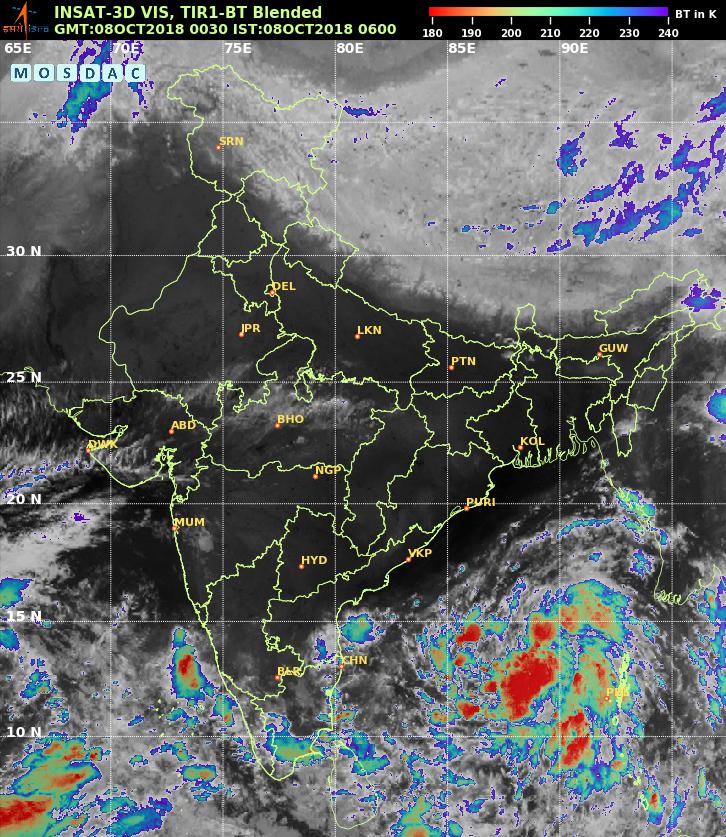 INSAT-3D VIS, TIR1-BT Blended
GMT:08OCT2018 0030 IST:08OCT2018 0600
BT in K
180 190 200 210 220 230 240
65E 70E 75E 80E 85E 90E
M O S D A C
SRN
30 N
DEL
JPR
LKN
GUW
PTN
25 N
BHO
ABD
KOL
DWK
NGP
20 N
PURI
MUM
VKP
HYD
15 N
CHN
BLR
PBL
10 N